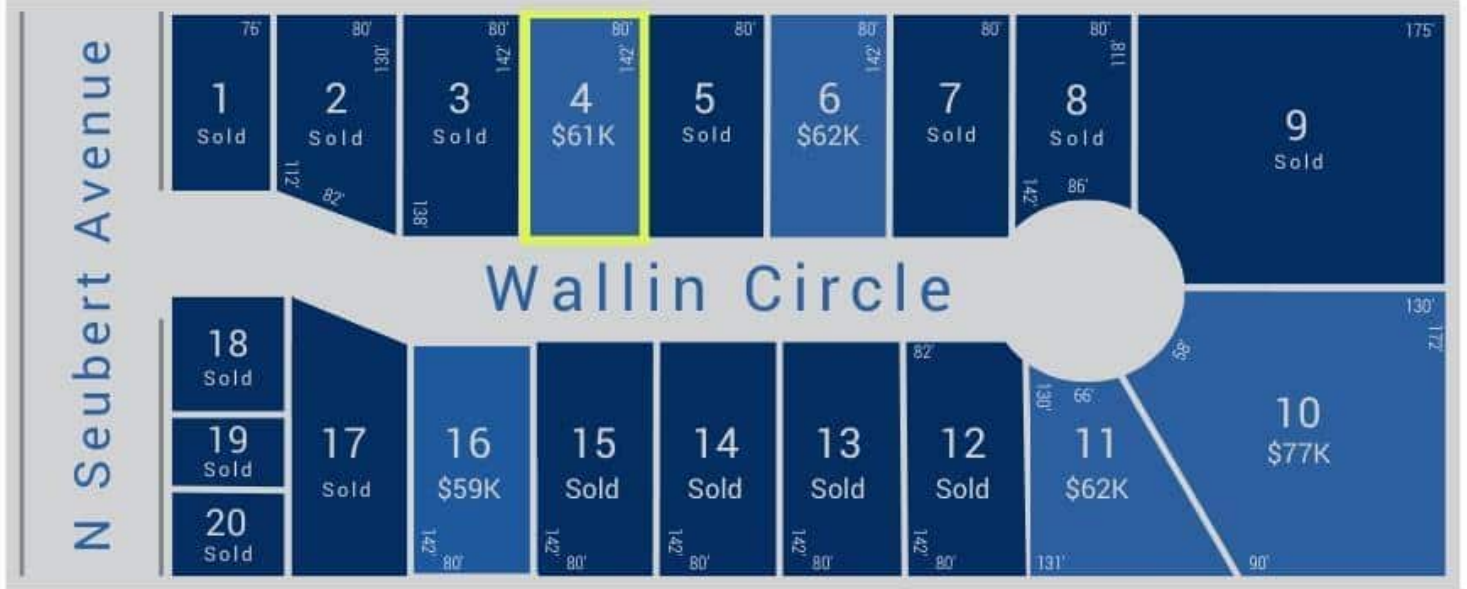 N Seubert Avenue
76'
1
Sold
80'
130'
2
Sold
112'
82'
80'
142'
3
Sold
138'
80'
142'
4
$61K
80'
5
Sold
80'
142'
6
$62K
80'
7
Sold
80'
118'
8
Sold
142'
86'
175'
9
Sold
Wallin Circle
130'
172'
68'
10
$77K
90'
130'
66'
11
$62K
131'
82'
12
Sold
142'
80'
13
Sold
142'
80'
14
Sold
142'
80'
15
Sold
142'
80'
16
$59K
142'
80'
17
Sold
18
Sold
19
Sold
20
Sold